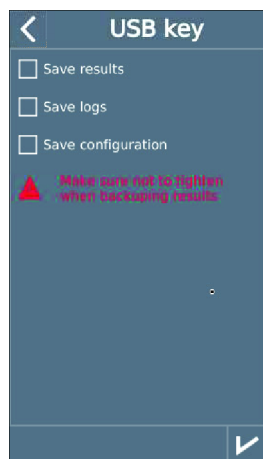 USB key
Save results
Save logs
Save configuration
Make sure not to tighten
when backuping results